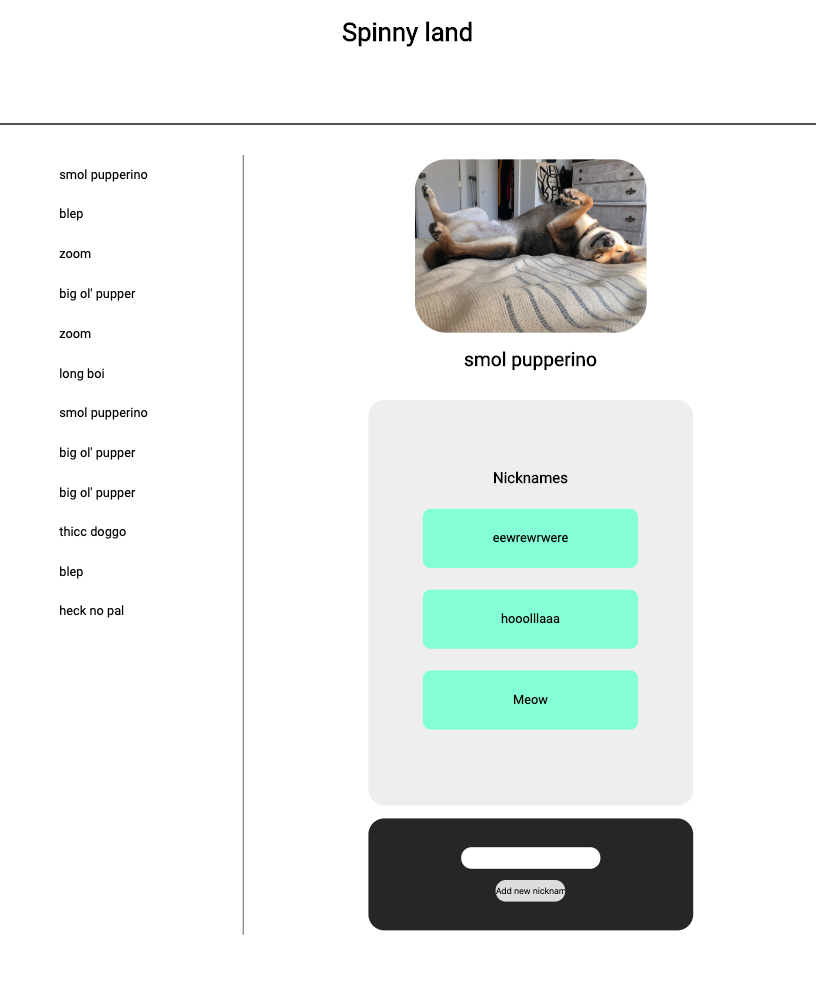 Spinny land
smol pupperino
blep
zoom
big ol' pupper
zoom
long boi
smol pupperino
big ol' pupper
big ol' pupper
thicc doggo
blep
heck no pal
smol pupperino
Nicknames
eewrewrwere
hooolllaaa
Meow
Add new nicknam